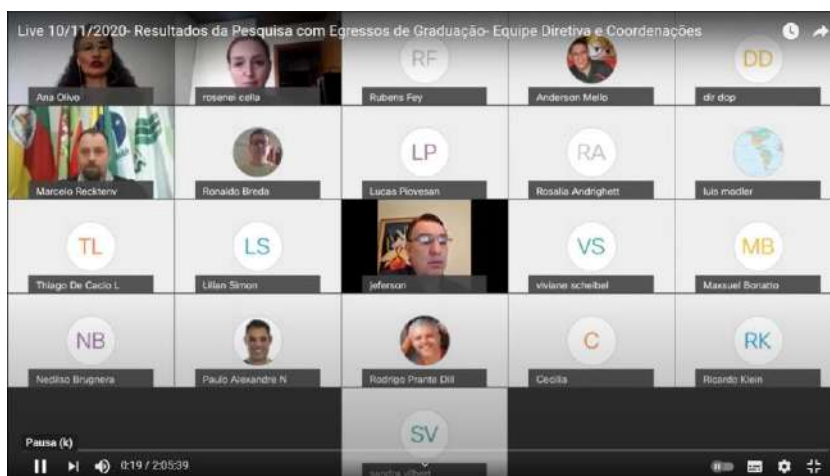 Live 10/11/2020- Resultados da Pesquisa com Egressos de Graduação- Equipe Diretiva e Coordenações
RF
DD
Ana Olivo
rosenei cella
Rubens Fey
Anderson Mello
dir dop
LP
RA
Marcelo Recktenv
Ronaldo Breda
Lucas Piovesan
Rosalia Andrighett
luis modler
TL
LS
VS
MB
Thiago De Cacio L
Lilian Simon
jeferson
viviane scheibel
Maxsuel Bonatto
NB
C
RK
Nedilso Brugnera
Paulo Alexandre N
Rodrigo Prante Dill
Cecilia
Ricardo Klein
SV
Pausa (k)
0:19 / 2:05:39